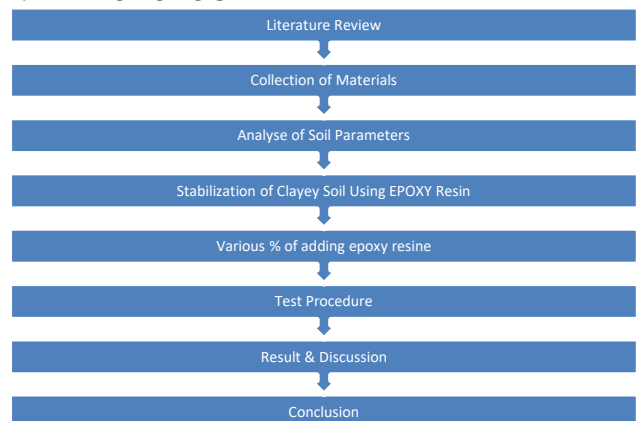 Literature Review
Collection of Materials
Analyse of Soil Parameters
Stabilization of Clayey Soil Using EPOXY Resin
Various % of adding epoxy resine
Test Procedure
Result & Discussion
Conclusion